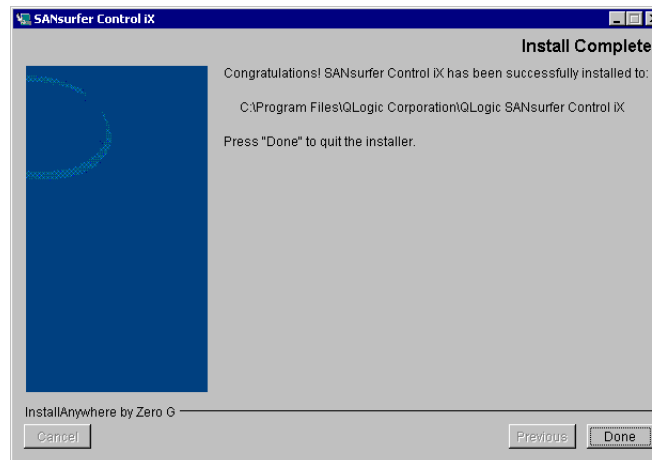 SANsurfer Control iX
Install Complete
Congratulations! SANsurfer Control iX has been successfully installed to:
C:\Program Files\QLogic Corporation\QLogic SANsurfer Control iX
Press "Done" to quit the installer.
InstallAnywhere by Zero G
Cancel
Previous
Done